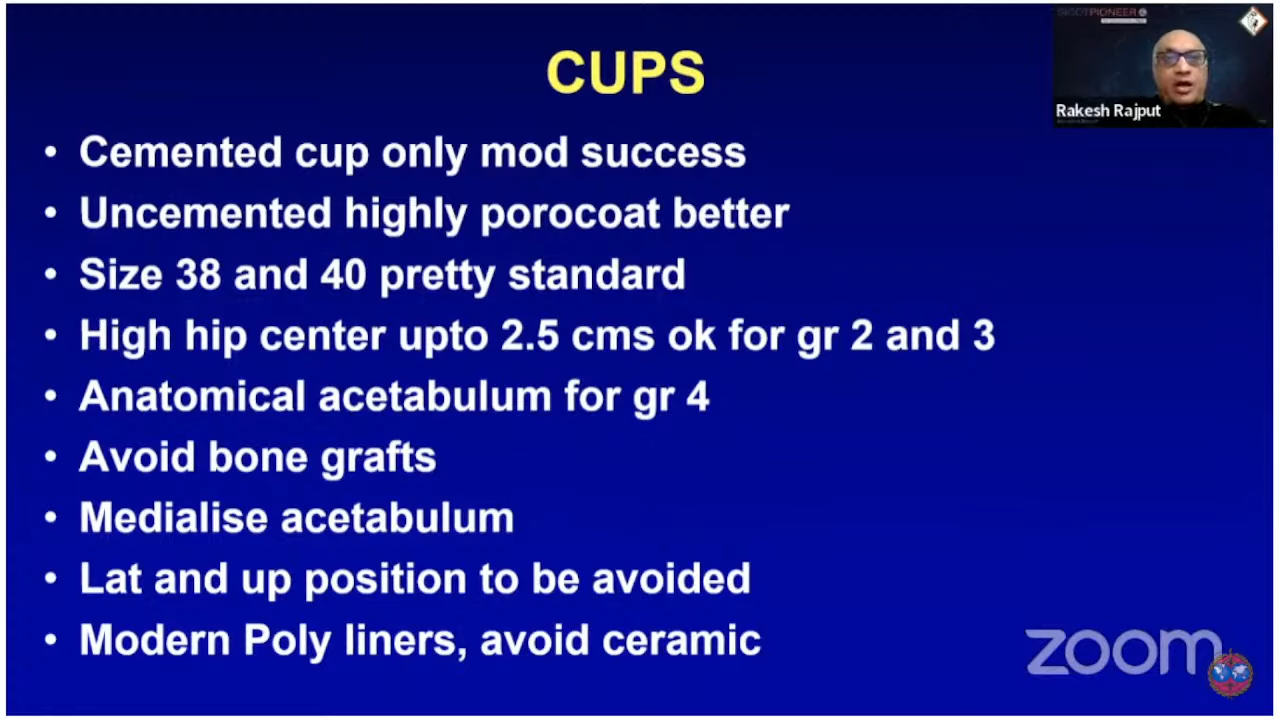 CUPS
• Cemented cup only mod success
• Uncemented highly porocoat better
• Size 38 and 40 pretty standard
• High hip center upto 2.5 cms ok for gr 2 and 3
• Anatomical acetabulum for gr 4
• Avoid bone grafts
• Medialise acetabulum
• Lat and up position to be avoided
• Modern Poly liners, avoid ceramic
Rakesh Rajput
zoom